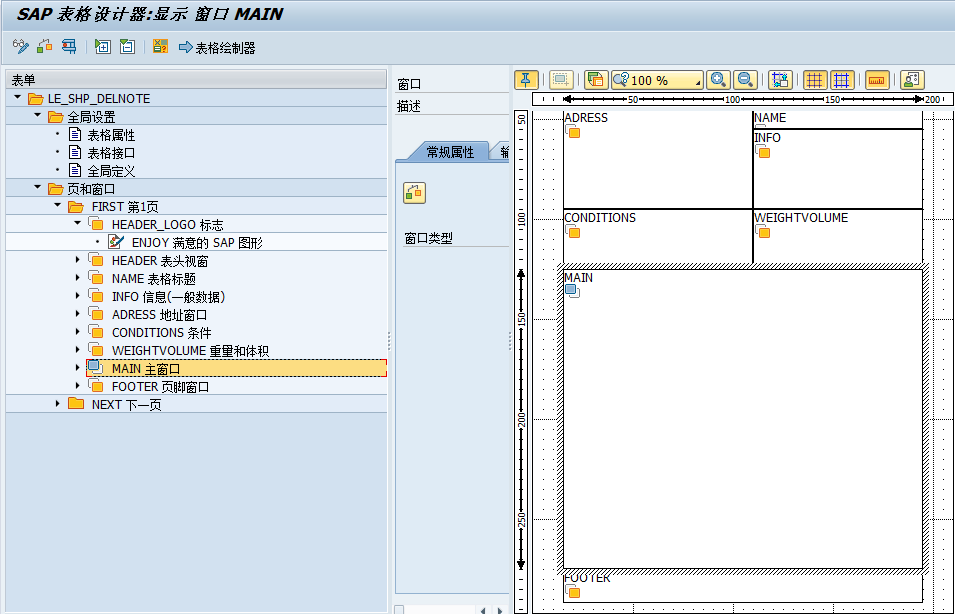 SAP 表格设计器:显示 窗口 MAIN
表格绘制器
表单
LE_SHP_DELNOTE
全局设置
表格属性
表格接口
全局定义
页和窗口
FIRST 第1页
HEADER_LOGO 标志
ENJOY 满意的 SAP 图形
HEADER 表头视窗
NAME 表格标题
INFO 信息(一般数据)
ADRESS 地址窗口
CONDITIONS 条件
WEIGHTVOLUME 重量和体积
MAIN 主窗口
FOOTER 页脚窗口
NEXT 下一页
窗口
描述
常规属性
窗口类型
100 %
50 100 150 200
50
100
150
200
250
ADRESS
NAME
INFO
CONDITIONS
WEIGHTVOLUME
MAIN
FOOTER